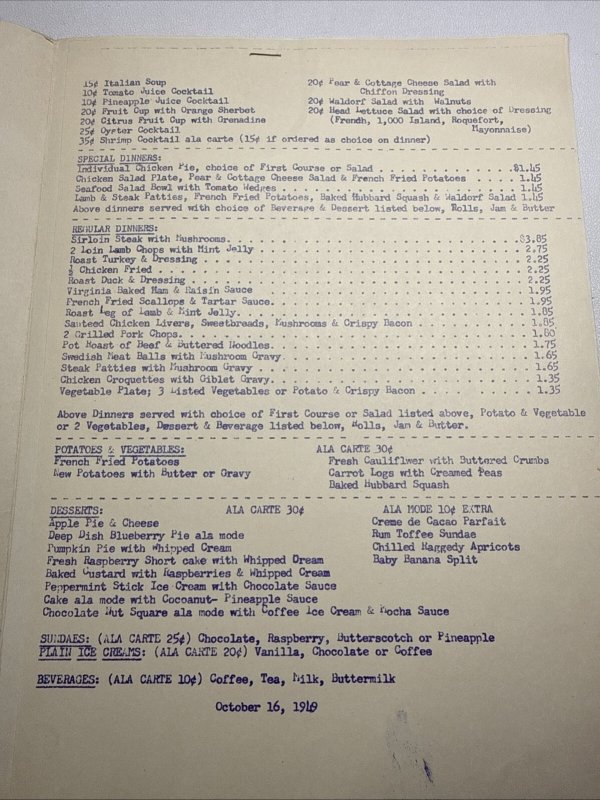 15¢ Italian Soup
10¢ Tomato Juice Cocktail
10¢ Pineapple Juice Cocktail
20¢ Fruit Cup with Orange Sherbet
20¢ Citrus Fruit Cup with Grenadine
25¢ Oyster Cocktail
35¢ Shrimp Cocktail ala carte (15¢ if ordered as choice on dinner)
20¢ Pear & Cottage Cheese Salad with
Chiffon Dressing
20¢ Waldorf Salad with Walnuts
20¢ Head Lettuce Salad with choice of Dressing
(Frendh, 1,000 Island, Roquefort,
Mayonnaise)
SPECIAL DINNERS:
Individual Chicken Pie, choice of First Course or Salad . . . . . . . . . . . . . $1.45
Chicken Salad Plate, Pear & Cottage Cheese Salad & French Fried Potatoes . . . . . 1.45
Seafood Salad Bowl with Tomato Wedges . . . . . . . . . . . . . . . . . . . . . . 1.45
Lamb & Steak Patties, French Fried Potatoes, Baked Hubbard Squash & Waldorf Salad 1.45
Above dinners served with choice of Beverage & Dessert listed below, Rolls, Jam & Butter
REGULAR DINNERS:
Sirloin Steak with Mushrooms. . . . . . . . . . . . . . . . . . . . . . . . . . $3.85
2 Loin Lamb Chops with Mint Jelly . . . . . . . . . . . . . . . . . . . . . . . 2.75
Roast Turkey & Dressing . . . . . . . . . . . . . . . . . . . . . . . . . . . . 2.25
½ Chicken Fried . . . . . . . . . . . . . . . . . . . . . . . . . . . . . . . . 2.25
Roast Duck & Dressing . . . . . . . . . . . . . . . . . . . . . . . . . . . . . 2.25
Virginia Baked Ham & Raisin Sauce . . . . . . . . . . . . . . . . . . . . . . . 1.95
French Fried Scallops & Tartar Sauce. . . . . . . . . . . . . . . . . . . . . . 1.95
Roast Leg of Lamb & Mint Jelly. . . . . . . . . . . . . . . . . . . . . . . . . 1.85
Sauteed Chicken Livers, Sweetbreads, Mushrooms & Crispy Bacon . . . . . . . . . 1.85
2 Grilled Pork Chops. . . . . . . . . . . . . . . . . . . . . . . . . . . . . . 1.80
Pot Roast of Beef & Buttered Noodles. . . . . . . . . . . . . . . . . . . . . . 1.75
Swedish Meat Balls with Mushroom Gravy. . . . . . . . . . . . . . . . . . . . . 1.65
Steak Patties with Mushroom Gravy . . . . . . . . . . . . . . . . . . . . . . . 1.65
Chicken Croquettes with Giblet Gravy. . . . . . . . . . . . . . . . . . . . . . 1.35
Vegetable Plate; 3 Listed Vegetables or Potato & Crispy Bacon . . . . . . . . . 1.35
Above Dinners served with choice of First Course or Salad listed above, Potato & Vegetable
or 2 Vegetables, Dessert & Beverage listed below, Rolls, Jam & Butter.
POTATOES & VEGETABLES: ALA CARTE 30¢
French Fried Potatoes
New Potatoes with Butter or Gravy
Fresh Cauliflwer with Buttered Crumbs
Carrot Logs with Creamed Peas
Baked Hubbard Squash
DESSERTS: ALA CARTE 30¢ ALA MODE 10¢ EXTRA
Apple Pie & Cheese
Deep Dish Blueberry Pie ala mode
Pumpkin Pie with Whipped Cream
Fresh Raspberry Short cake with Whipped Cream
Baked Custard with Raspberries & Whipped Cream
Peppermint Stick Ice Cream with Chocolate Sauce
Cake ala mode with Cocoanut- Pineapple Sauce
Chocolate Nut Square ala mode with Coffee Ice Cream & Mocha Sauce
Creme de Cacao Parfait
Rum Toffee Sundae
Chilled Raggedy Apricots
Baby Banana Split
SUNDAES: (ALA CARTE 25¢) Chocolate, Raspberry, Butterscotch or Pineapple
PLAIN ICE CREAMS: (ALA CARTE 20¢) Vanilla, Chocolate or Coffee
BEVERAGES: (ALA CARTE 10¢) Coffee, Tea, Milk, Buttermilk
October 16, 1949